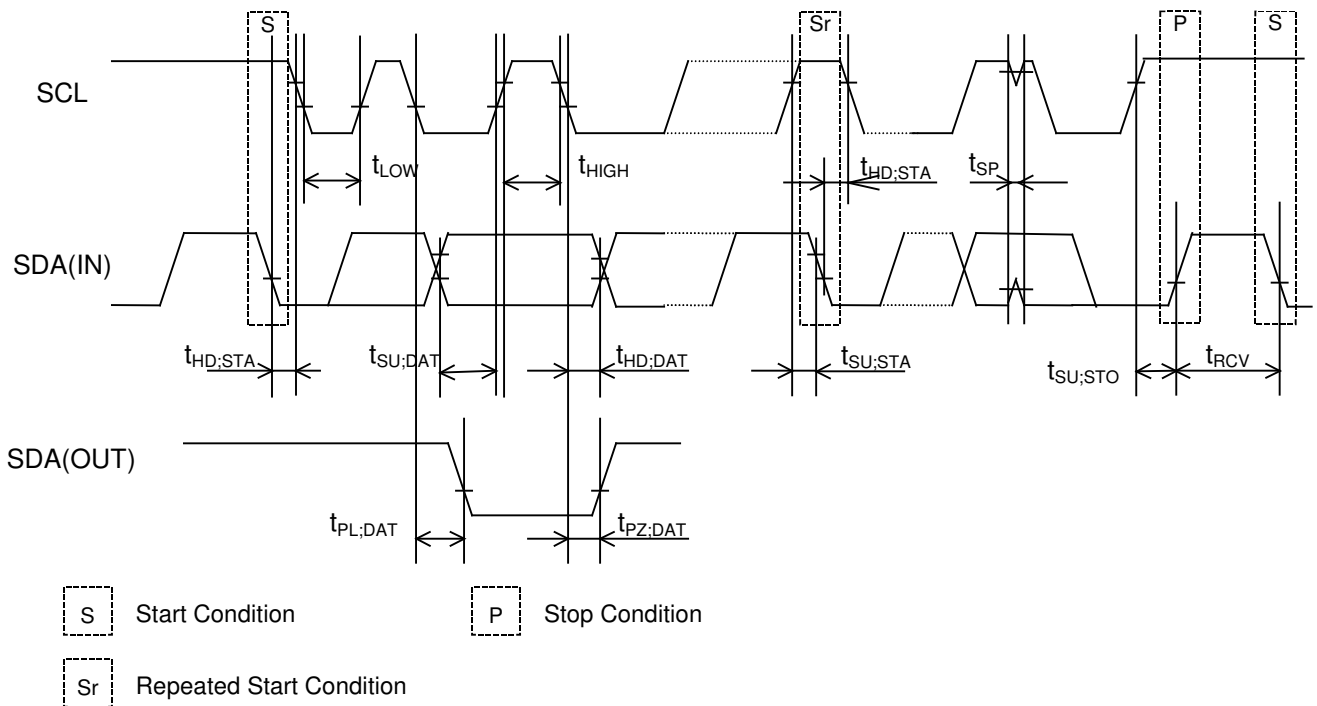 S Sr P S
SCL
tLOW tHIGH tHD;STA tSP
SDA(IN)
tHD;STA tSU;DAT tHD;DAT tSU;STA tSU;STO tRCV
SDA(OUT)
tPL;DAT tPZ;DAT
S Start Condition P Stop Condition
Sr Repeated Start Condition